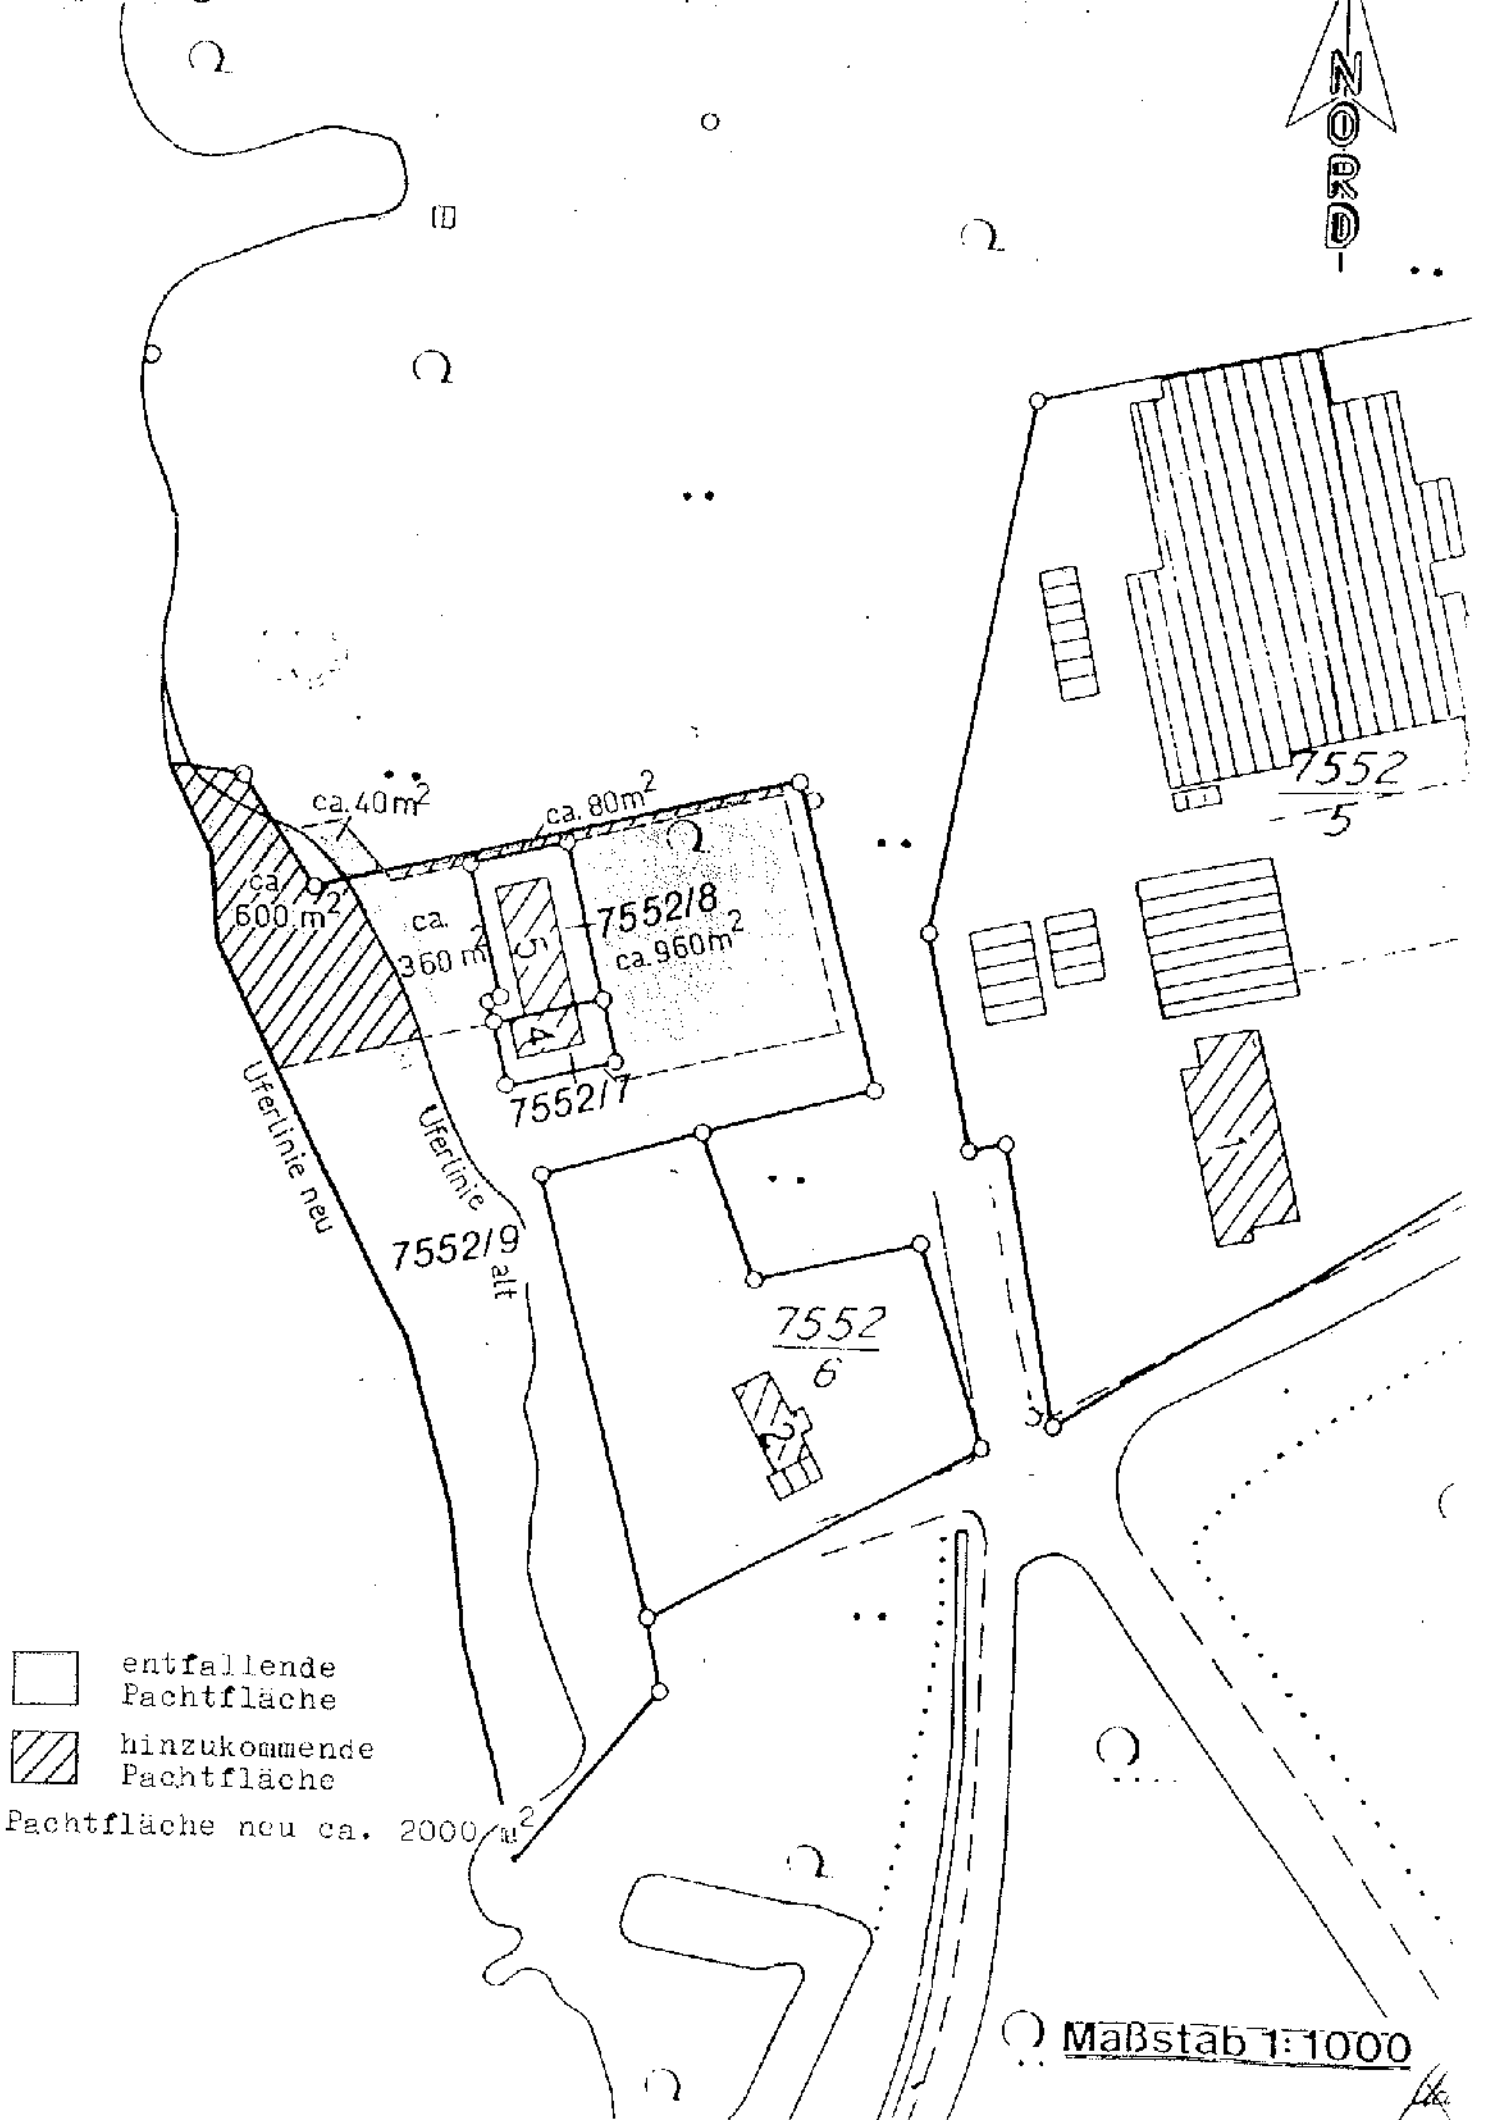 NORD
7552
5
ca. 40m²
ca. 80m²
ca.
600 m²
ca.
360 m²
7552/8
ca. 960m²
5
4
7552/7
1
Uferlinie neu
Uferlinie alt
7552/9
7552
6
2
entfallende
Pachtfläche
hinzukommende
Pachtfläche
Pachtfläche neu ca. 2000 m²
Maßstab 1:1000